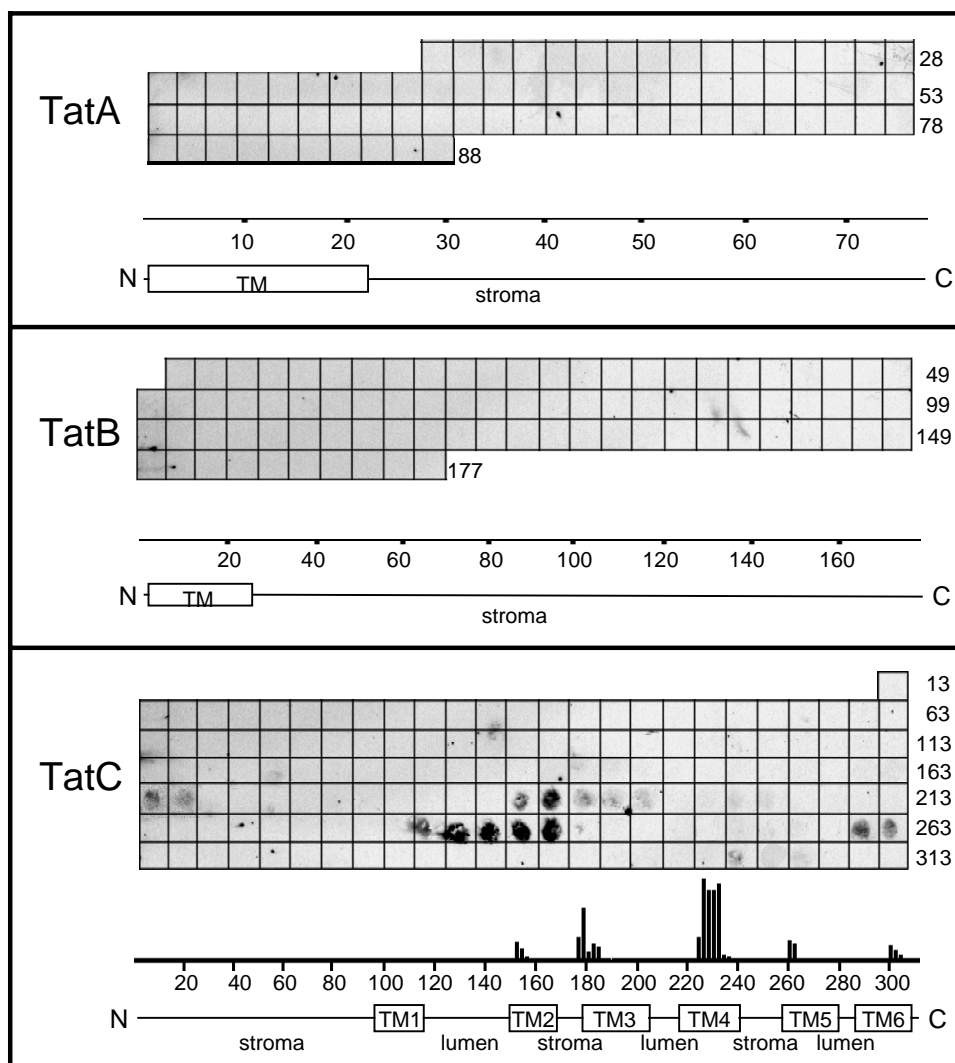 28
TatA 53
78
88
10 20 30 40 50 60 70
N TM C
stroma
49
99
TatB 149
177
20 40 60 80 100 120 140 160
N TM C
stroma
13
63
113
TatC 163
213
263
313
20 40 60 80 100 120 140 160 180 200 220 240 260 280 300
N TM1 TM2 TM3 TM4 TM5 TM6 C
stroma lumen stroma lumen stroma lumen